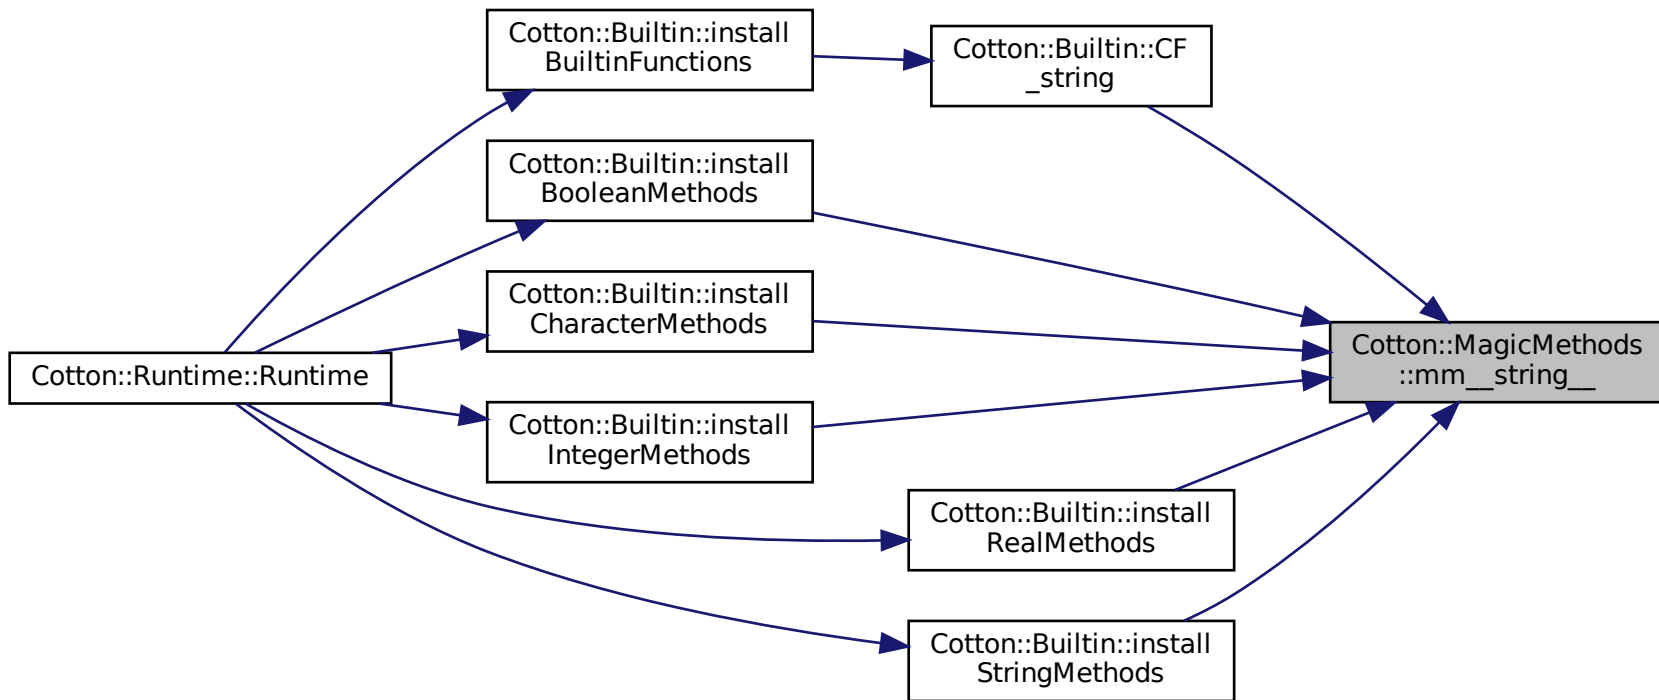 Cotton::Builtin::install
BuiltinFunctions
Cotton::Builtin::CF
_string
Cotton::Builtin::install
BooleanMethods
Cotton::Builtin::install
CharacterMethods
Cotton::MagicMethods
::mm__string__
Cotton::Runtime::Runtime
Cotton::Builtin::install
IntegerMethods
Cotton::Builtin::install
RealMethods
Cotton::Builtin::install
StringMethods